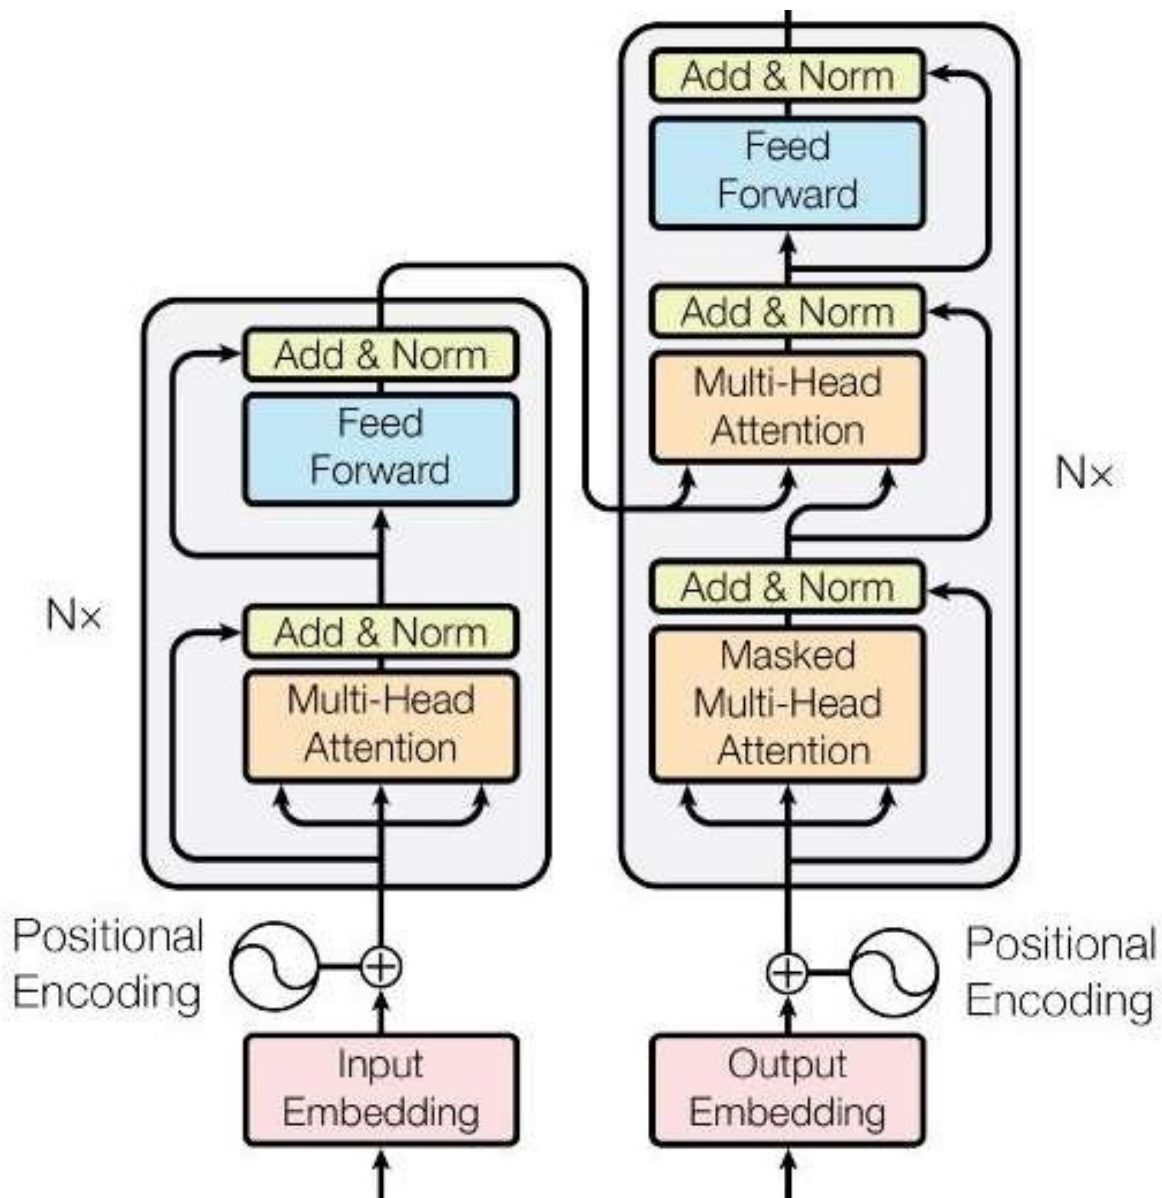 Add & Norm
Feed
Forward
Add & Norm
Multi-Head
Attention
Nx
Add & Norm
Masked
Multi-Head
Attention
Add & Norm
Feed
Forward
Nx
Add & Norm
Multi-Head
Attention
Positional
Encoding
Positional
Encoding
Input
Embedding
Output
Embedding